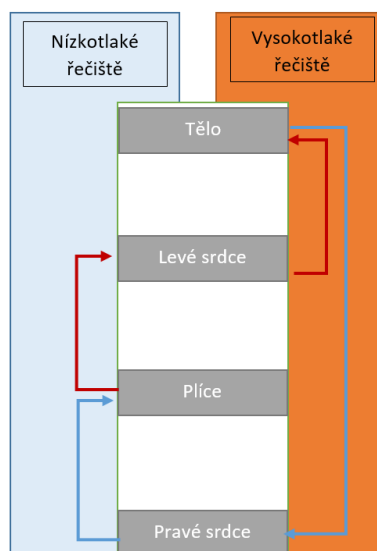 Nízkotlaké
řečiště
Vysokotlaké
řečiště
Tělo
Levé srdce
Plíce
Pravé srdce